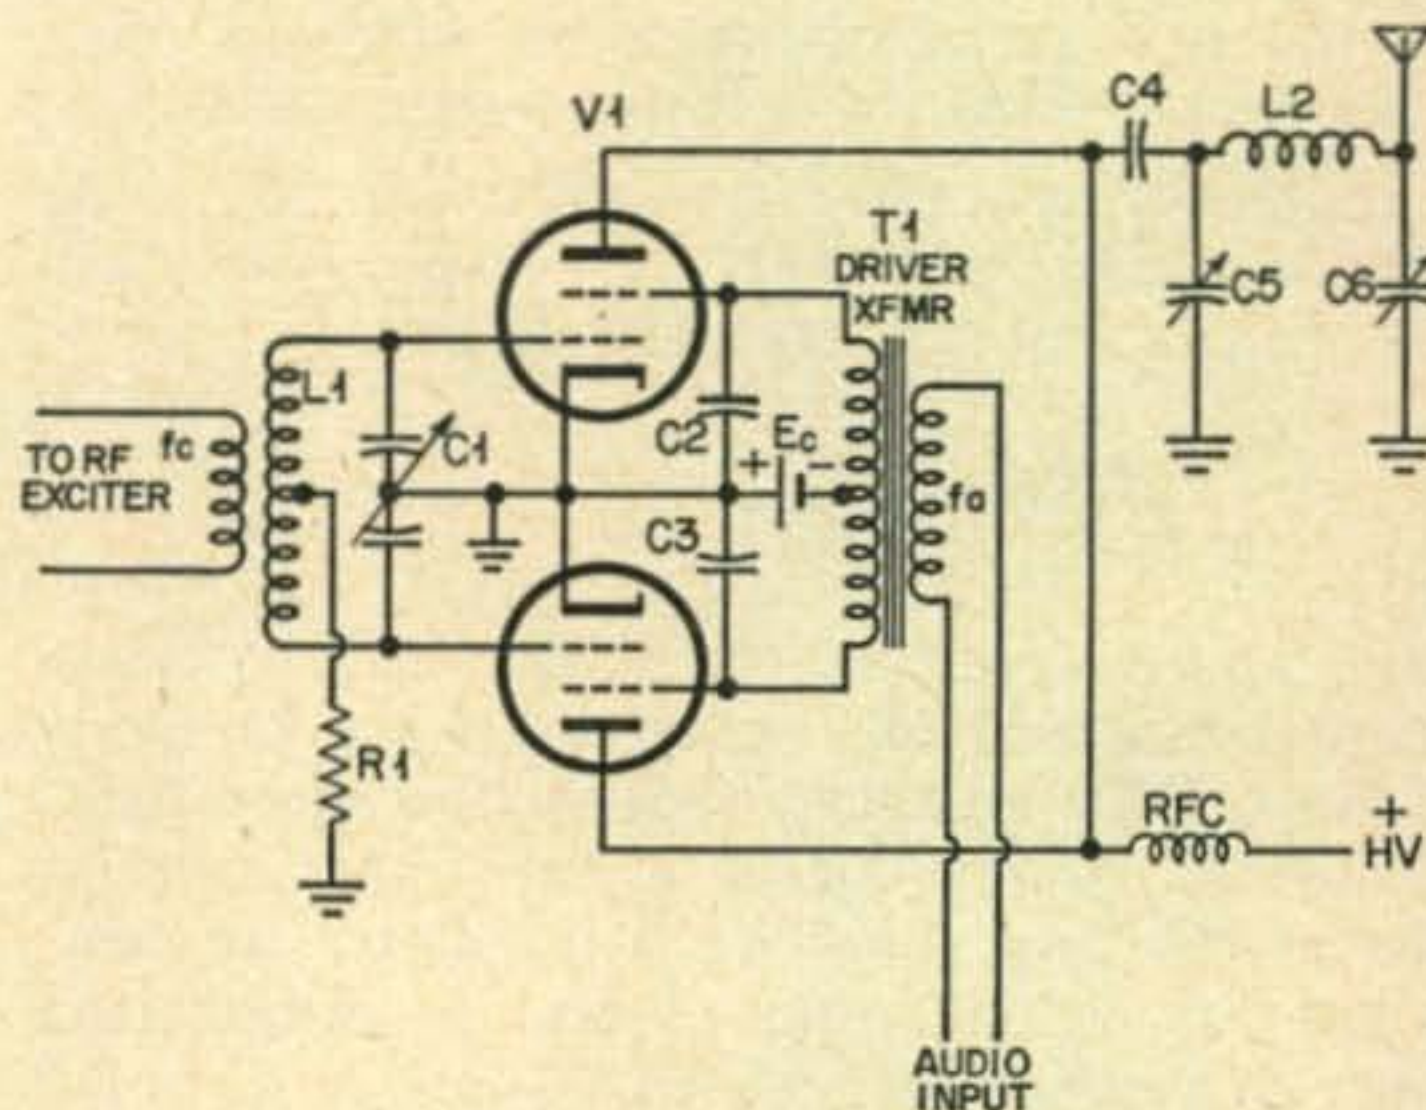 V1
C4
L2
T1
DRIVER
XFMR
C5
C6
L1
C1
C2
Ec
+
-
TO RF
EXCITER
fc
C3
fa
R1
RFC
+
HV
AUDIO
INPUT